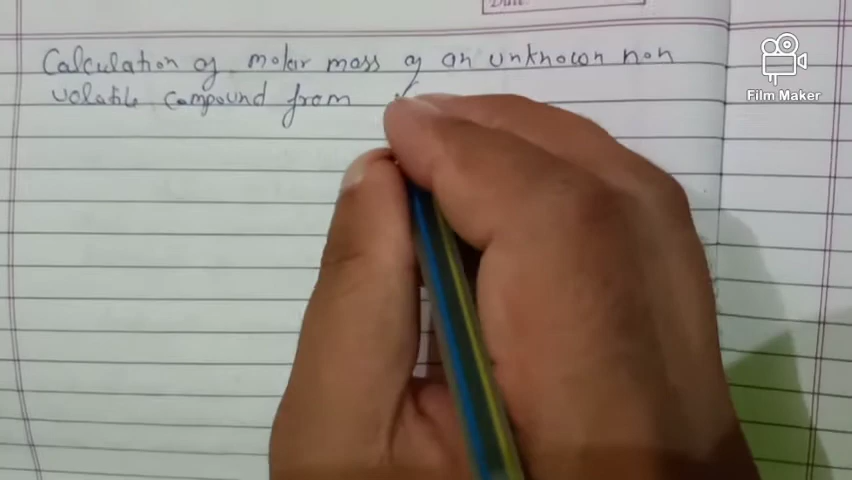 Film Maker
Calculation of molar mass of an unknown non
volatile compound from